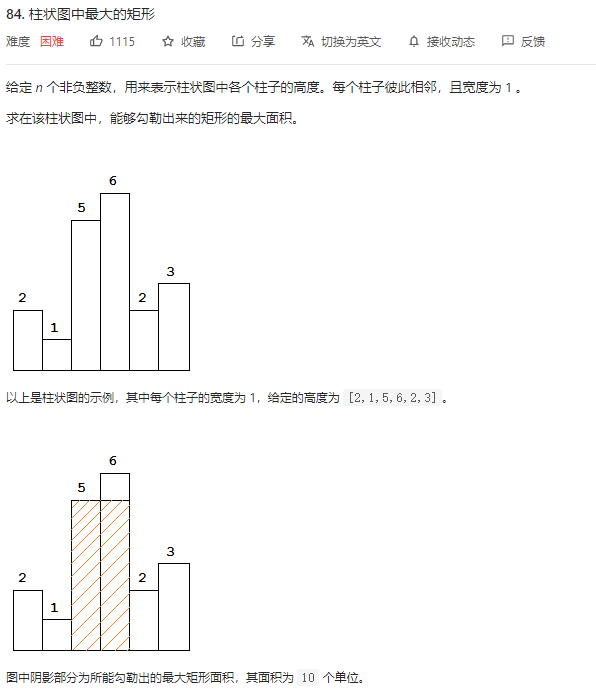 84. 柱状图中最大的矩形
难度 困难 1115 收藏 分享 切换为英文 接收动态 反馈
给定 n 个非负整数，用来表示柱状图中各个柱子的高度。每个柱子彼此相邻，且宽度为 1 。
求在该柱状图中，能够勾勒出来的矩形的最大面积。
6
5
3
2 2
1
以上是柱状图的示例，其中每个柱子的宽度为 1，给定的高度为 [2,1,5,6,2,3]。
6
5
3
2 2
1
图中阴影部分为所能勾勒出的最大矩形面积，其面积为 10 个单位。